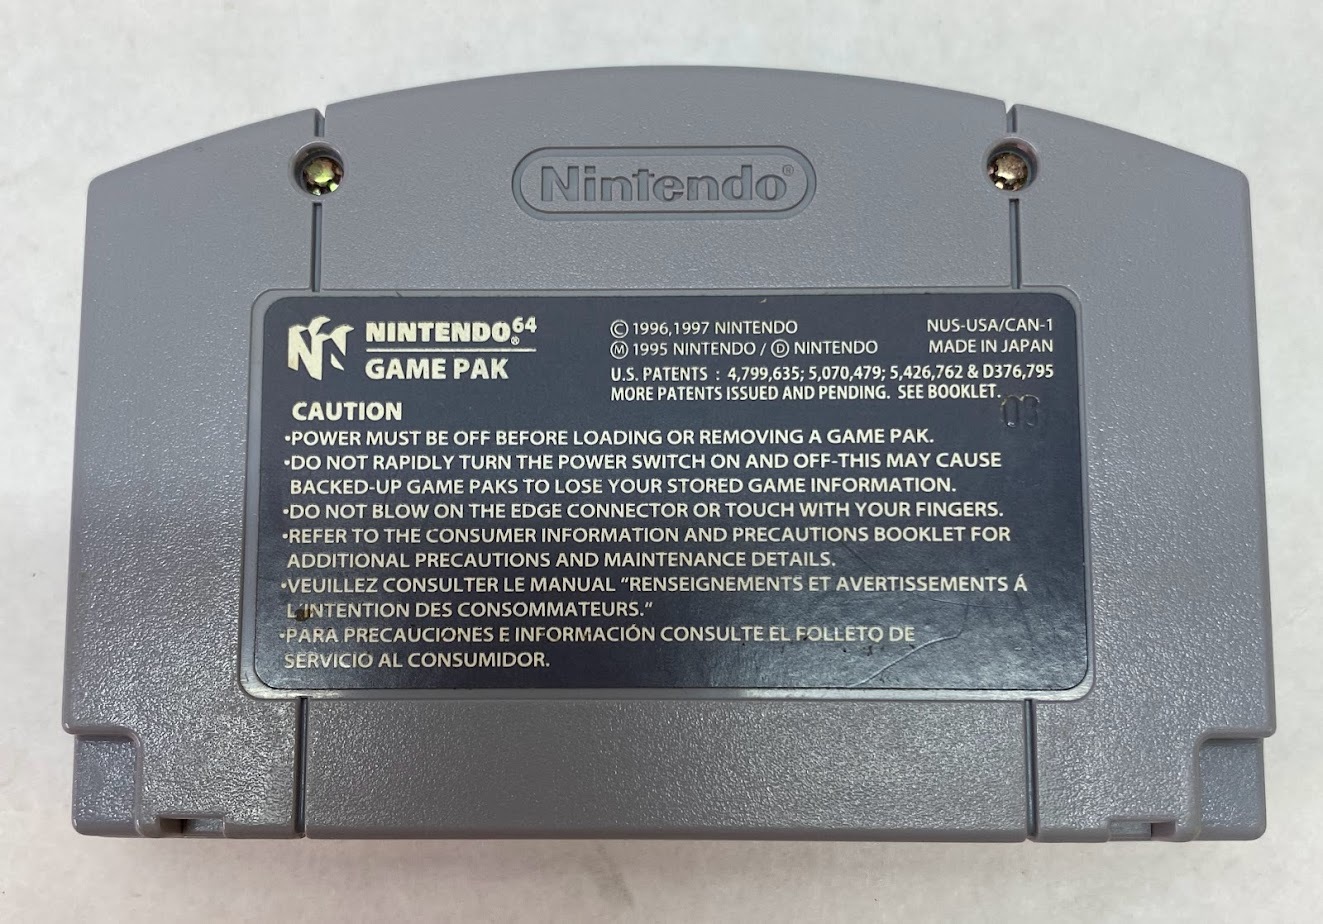 Nintendo®
NINTENDO⁶⁴®
GAME PAK
© 1996,1997 NINTENDO
Ⓜ 1995 NINTENDO / Ⓓ NINTENDO
NUS-USA/CAN-1
MADE IN JAPAN
U.S. PATENTS : 4,799,635; 5,070,479; 5,426,762 & D376,795
MORE PATENTS ISSUED AND PENDING. SEE BOOKLET.
03
CAUTION
•POWER MUST BE OFF BEFORE LOADING OR REMOVING A GAME PAK.
•DO NOT RAPIDLY TURN THE POWER SWITCH ON AND OFF-THIS MAY CAUSE
BACKED-UP GAME PAKS TO LOSE YOUR STORED GAME INFORMATION.
•DO NOT BLOW ON THE EDGE CONNECTOR OR TOUCH WITH YOUR FINGERS.
•REFER TO THE CONSUMER INFORMATION AND PRECAUTIONS BOOKLET FOR
ADDITIONAL PRECAUTIONS AND MAINTENANCE DETAILS.
•VEUILLEZ CONSULTER LE MANUAL "RENSEIGNEMENTS ET AVERTISSEMENTS Á
L'INTENTION DES CONSOMMATEURS."
•PARA PRECAUCIONES E INFORMACIÓN CONSULTE EL FOLLETO DE
SERVICIO AL CONSUMIDOR.